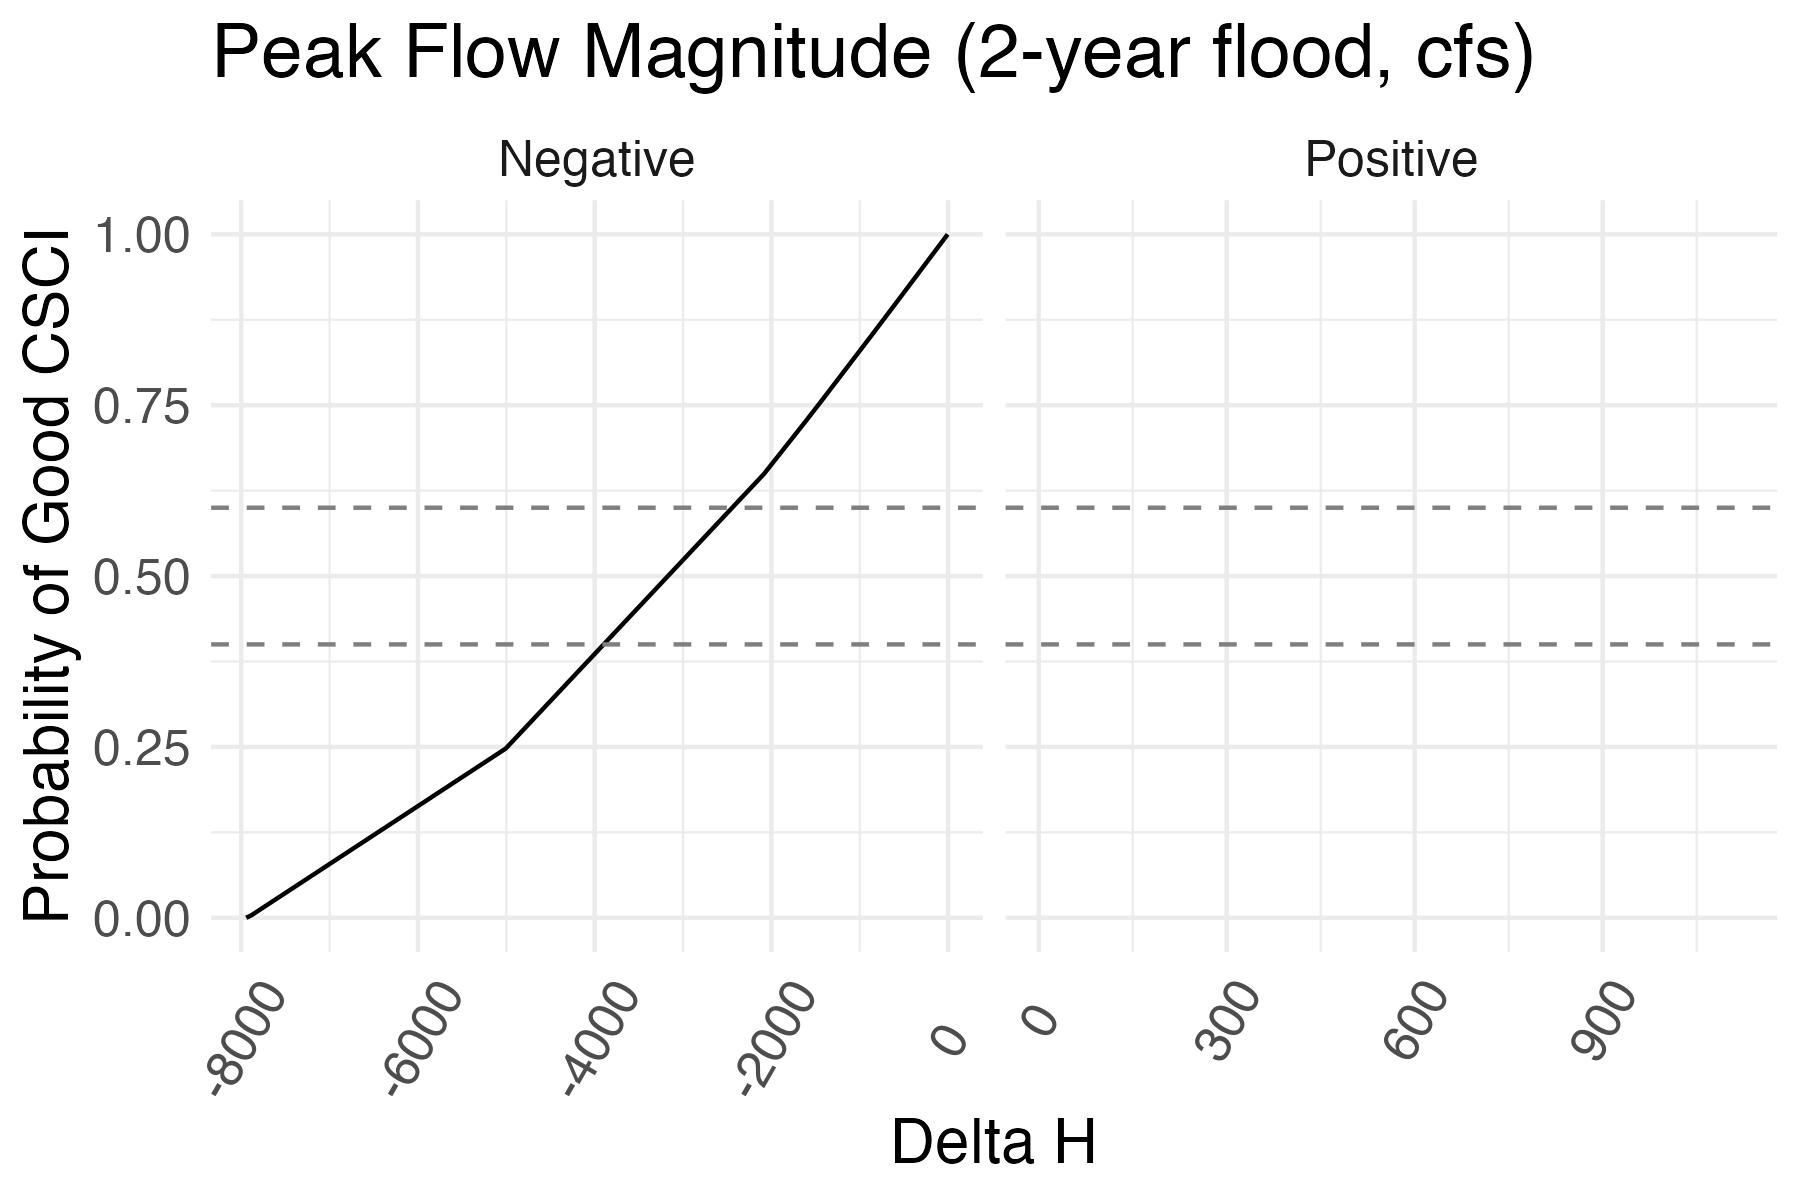 Peak Flow Magnitude (2-year flood, cfs)
Negative
Positive
Probability of Good CSCI
1.00
0.75
0.50
0.25
0.00
-8000
-6000
-4000
-2000
0
0
300
600
900
Delta H